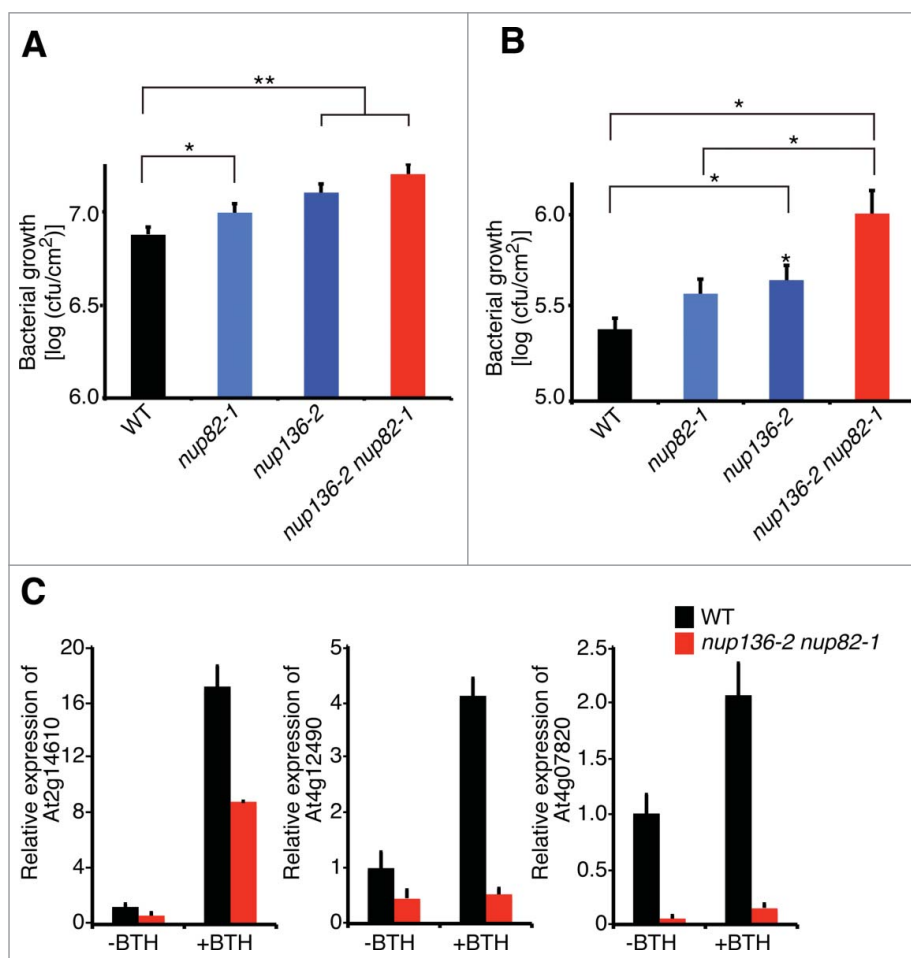 A
**
*
Bacterial growth
[log (cfu/cm²)]
7.0
6.5
6.0
WT
nup82-1
nup136-2
nup136-2 nup82-1
B
*
*
*
*
Bacterial growth
[log (cfu/cm²)]
6.0
5.5
5.0
WT
nup82-1
nup136-2
nup136-2 nup82-1
C
WT
nup136-2 nup82-1
Relative expression of
At2g14610
20
16
12
8
4
0
-BTH
+BTH
Relative expression of
At4g12490
5
4
3
2
1
0
-BTH
+BTH
Relative expression of
At4g07820
2.5
2.0
1.5
1.0
0.5
0
-BTH
+BTH